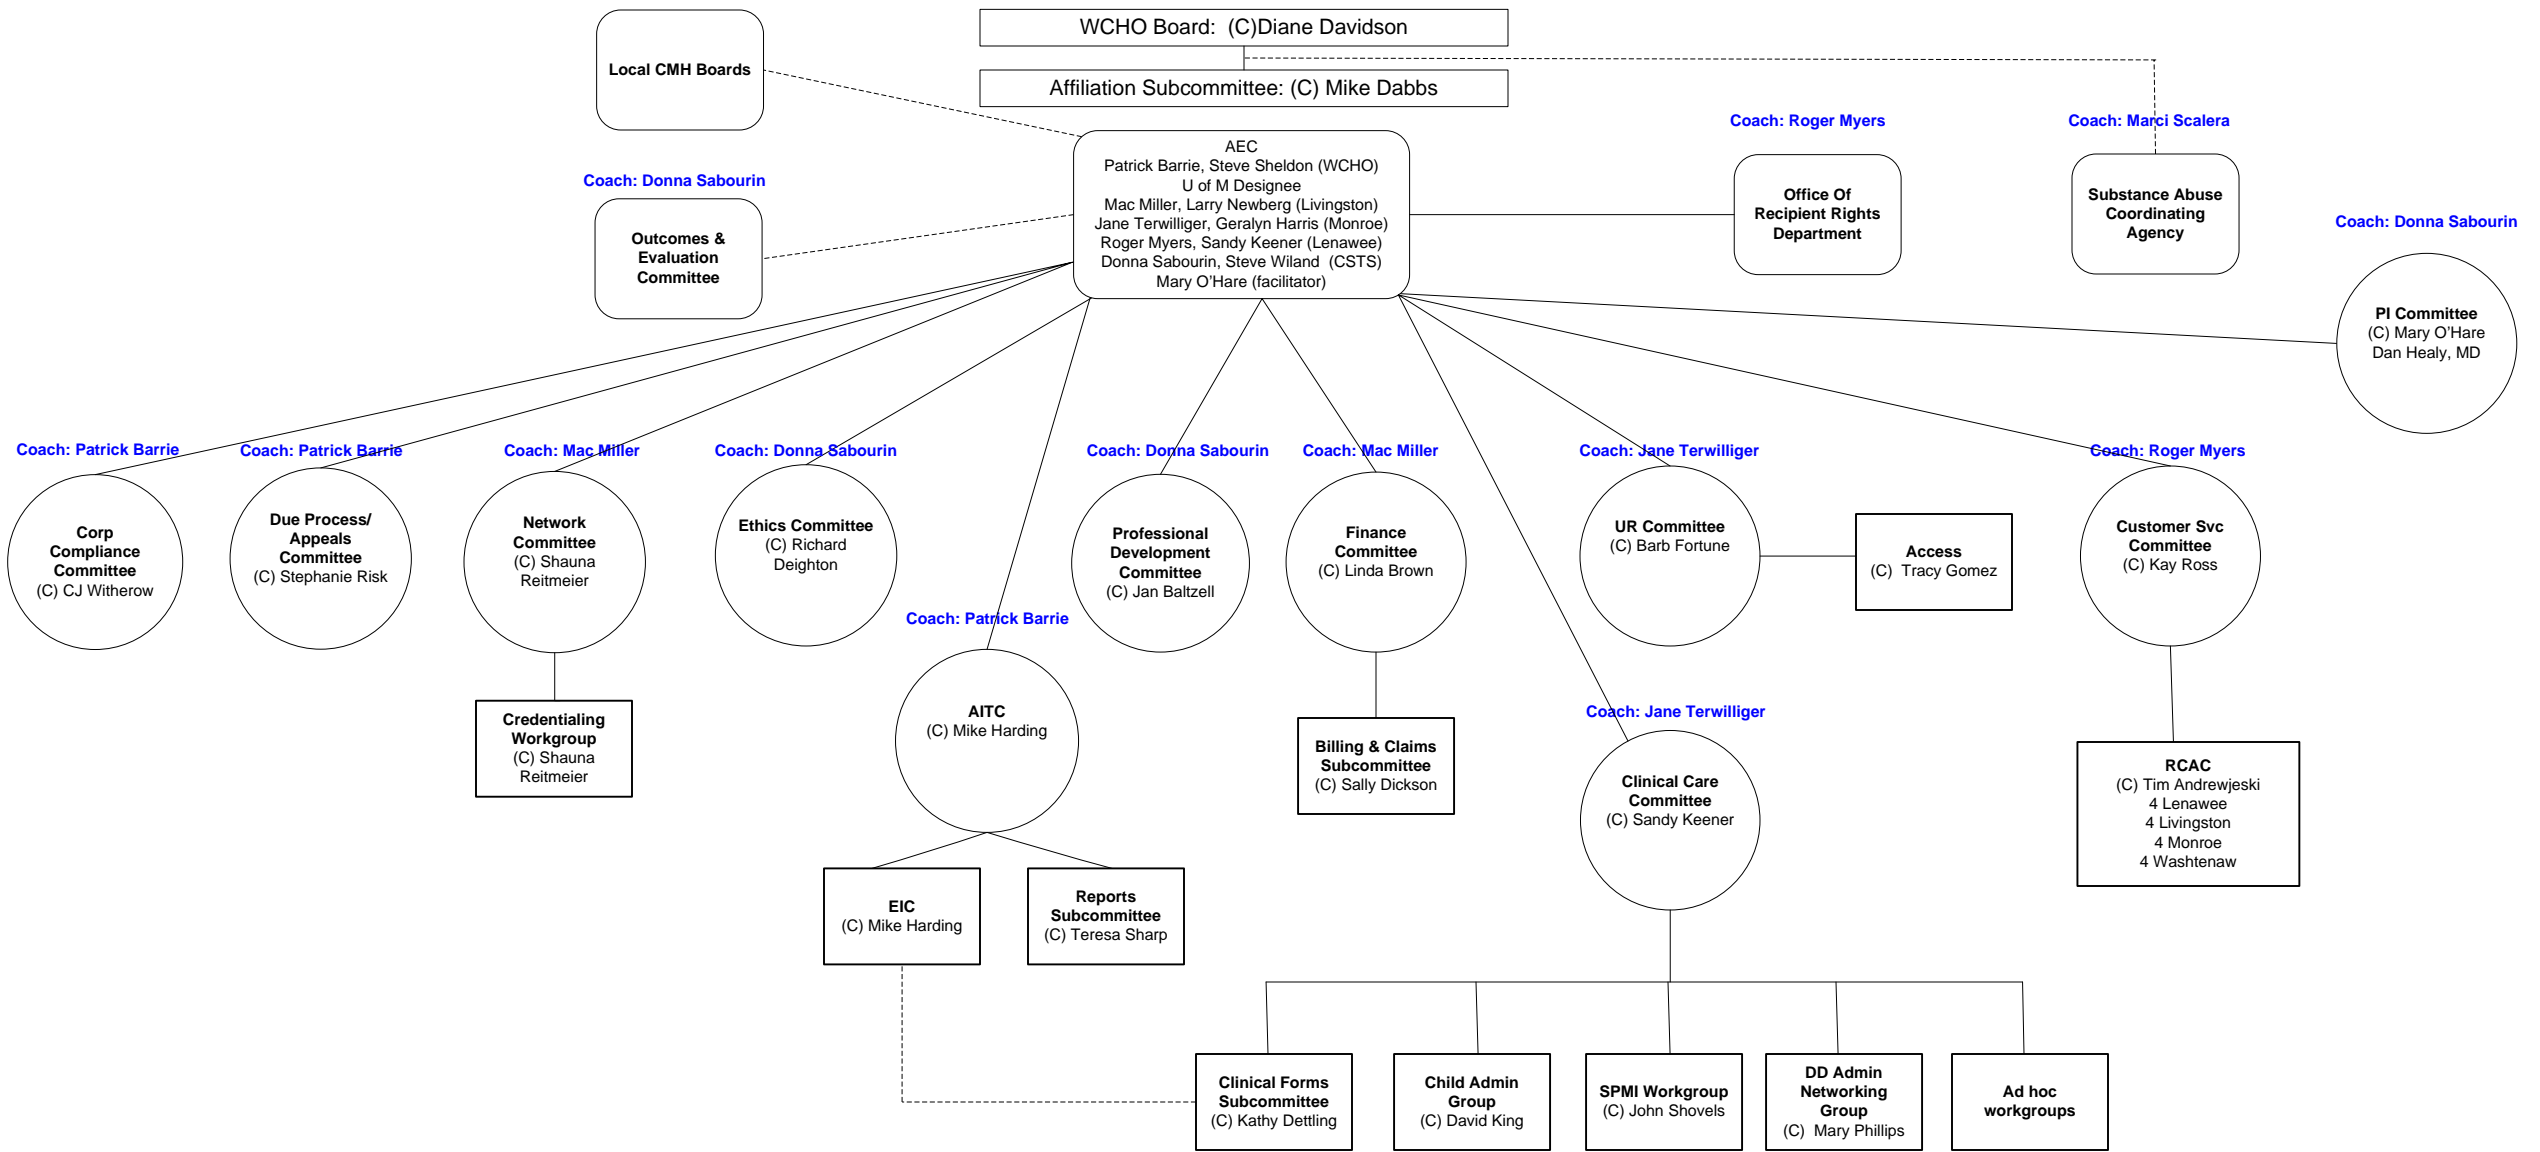 WCHO Board:  (C)Diane Davidson
Affiliation Subcommittee: (C) Mike Dabbs
Local CMH Boards
AEC
Patrick Barrie, Steve Sheldon (WCHO)
U of M Designee
Mac Miller, Larry Newberg (Livingston)
Jane Terwilliger, Geralyn Harris (Monroe)
Roger Myers, Sandy Keener (Lenawee)
Donna Sabourin, Steve Wiland  (CSTS)
Mary O'Hare (facilitator)
Coach: Donna Sabourin
Outcomes &
Evaluation
Committee
Coach: Roger Myers
Office Of
Recipient Rights
Department
Coach: Marci Scalera
Substance Abuse
Coordinating
Agency
Coach: Donna Sabourin
PI Committee
(C) Mary O'Hare
Dan Healy, MD
Coach: Patrick Barrie
Corp
Compliance
Committee
(C) CJ Witherow
Coach: Patrick Barrie
Due Process/
Appeals
Committee
(C) Stephanie Risk
Coach: Mac Miller
Network
Committee
(C) Shauna
Reitmeier
Credentialing
Workgroup
(C) Shauna
Reitmeier
Coach: Donna Sabourin
Ethics Committee
(C) Richard
Deighton
Coach: Patrick Barrie
AITC
(C) Mike Harding
EIC
(C) Mike Harding
Reports
Subcommittee
(C) Teresa Sharp
Coach: Donna Sabourin
Professional
Development
Committee
(C) Jan Baltzell
Coach: Mac Miller
Finance
Committee
(C) Linda Brown
Billing & Claims
Subcommittee
(C) Sally Dickson
Coach: Jane Terwilliger
UR Committee
(C) Barb Fortune
Access
(C)  Tracy Gomez
Coach: Roger Myers
Customer Svc
Committee
(C) Kay Ross
RCAC
(C) Tim Andrewjeski
4 Lenawee
4 Livingston
4 Monroe
4 Washtenaw
Coach: Jane Terwilliger
Clinical Care
Committee
(C) Sandy Keener
Clinical Forms
Subcommittee
(C) Kathy Dettling
Child Admin
Group
(C) David King
SPMI Workgroup
(C) John Shovels
DD Admin
Networking
Group
(C)  Mary Phillips
Ad hoc
workgroups